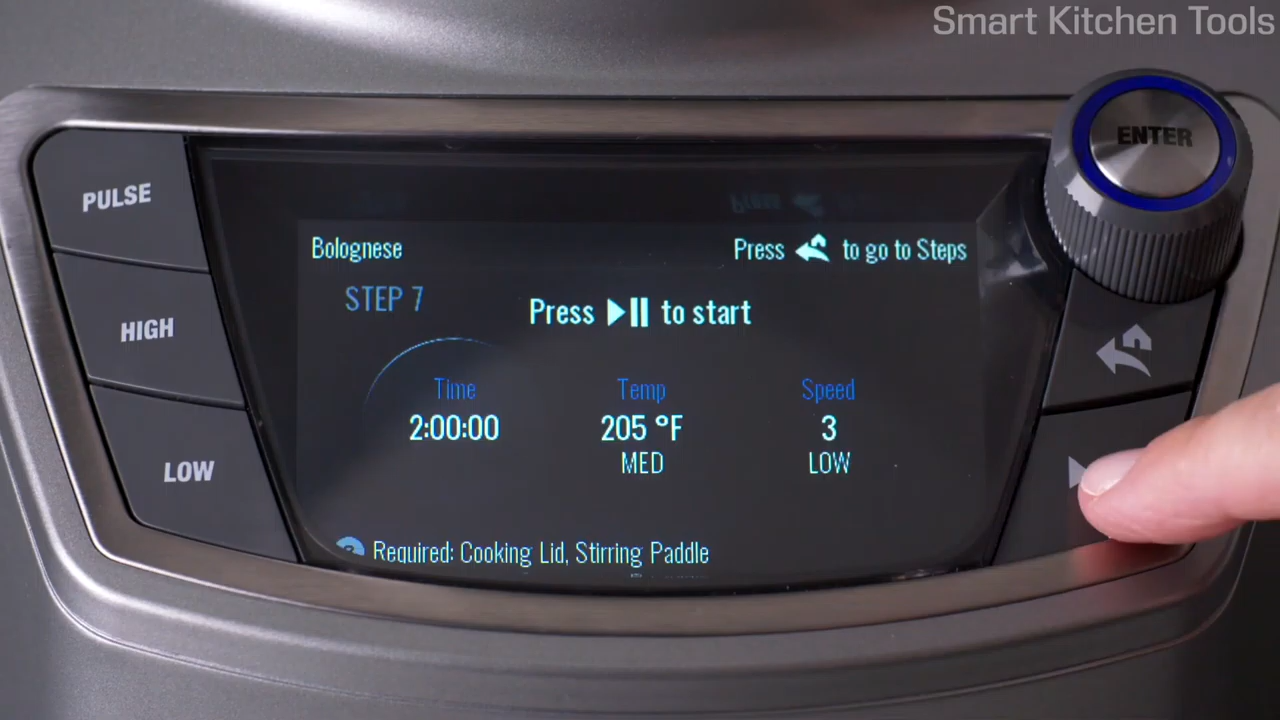 Smart Kitchen Tools
ENTER
PULSE
HIGH
LOW
Bolognese
Press to go to Steps
STEP 7
Press to start
Time
Temp
Speed
2:00:00
205 °F
3
MED
LOW
Required: Cooking Lid, Stirring Paddle